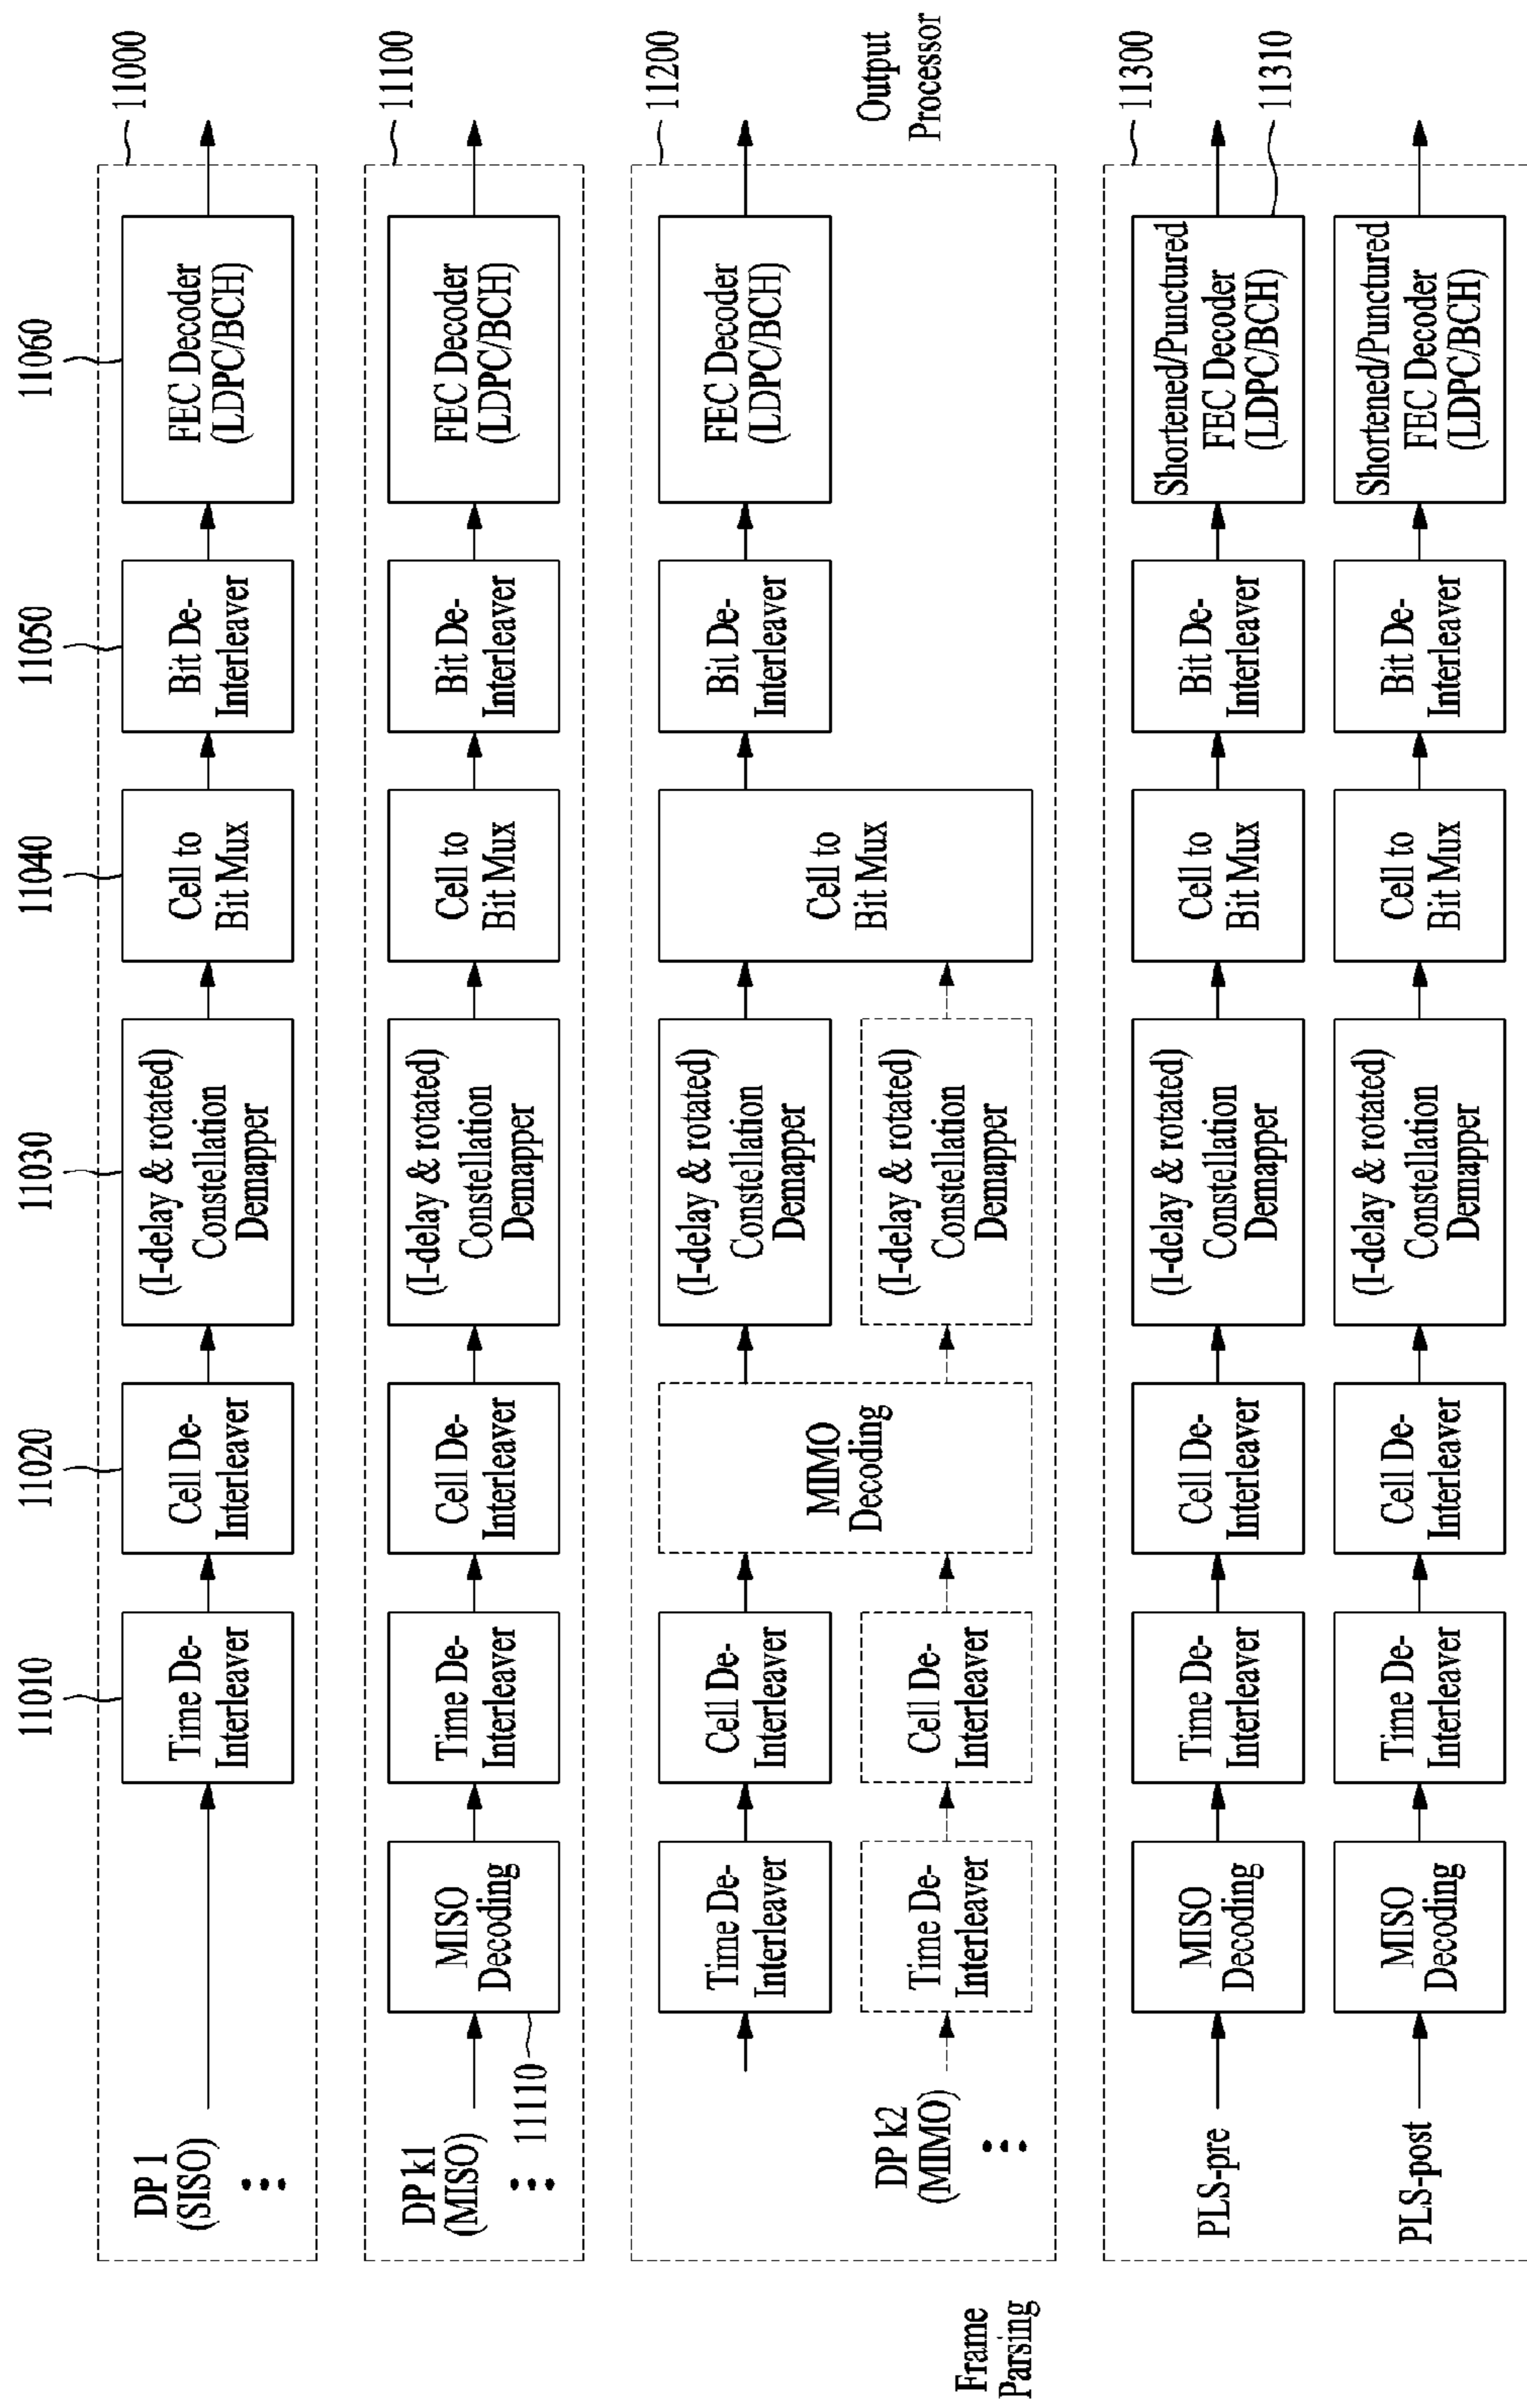 11010
11020
11030
11040
11050
11060
DP 1
(SISO)
Time De-
Interleaver
Cell De-
Interleaver
(I-delay & rotated)
Constellation
Demapper
Cell to
Bit Mux
Bit De-
Interleaver
FEC Decoder
(LDPC/BCH)
11000
DP k1
(MISO)
11110
MISO
Decoding
Time De-
Interleaver
Cell De-
Interleaver
(I-delay & rotated)
Constellation
Demapper
Cell to
Bit Mux
Bit De-
Interleaver
FEC Decoder
(LDPC/BCH)
11100
Time De-
Interleaver
Cell De-
Interleaver
MIMO
Decoding
(I-delay & rotated)
Constellation
Demapper
Cell to
Bit Mux
Bit De-
Interleaver
FEC Decoder
(LDPC/BCH)
11200
DP k2
(MIMO)
Time De-
Interleaver
Cell De-
Interleaver
(I-delay & rotated)
Constellation
Demapper
Frame
Parsing
Output
Processor
PLS-pre
MISO
Decoding
Time De-
Interleaver
Cell De-
Interleaver
(I-delay & rotated)
Constellation
Demapper
Cell to
Bit Mux
Bit De-
Interleaver
Shortened/Punctured
FEC Decoder
(LDPC/BCH)
11300
11310
PLS-post
MISO
Decoding
Time De-
Interleaver
Cell De-
Interleaver
(I-delay & rotated)
Constellation
Demapper
Cell to
Bit Mux
Bit De-
Interleaver
Shortened/Punctured
FEC Decoder
(LDPC/BCH)